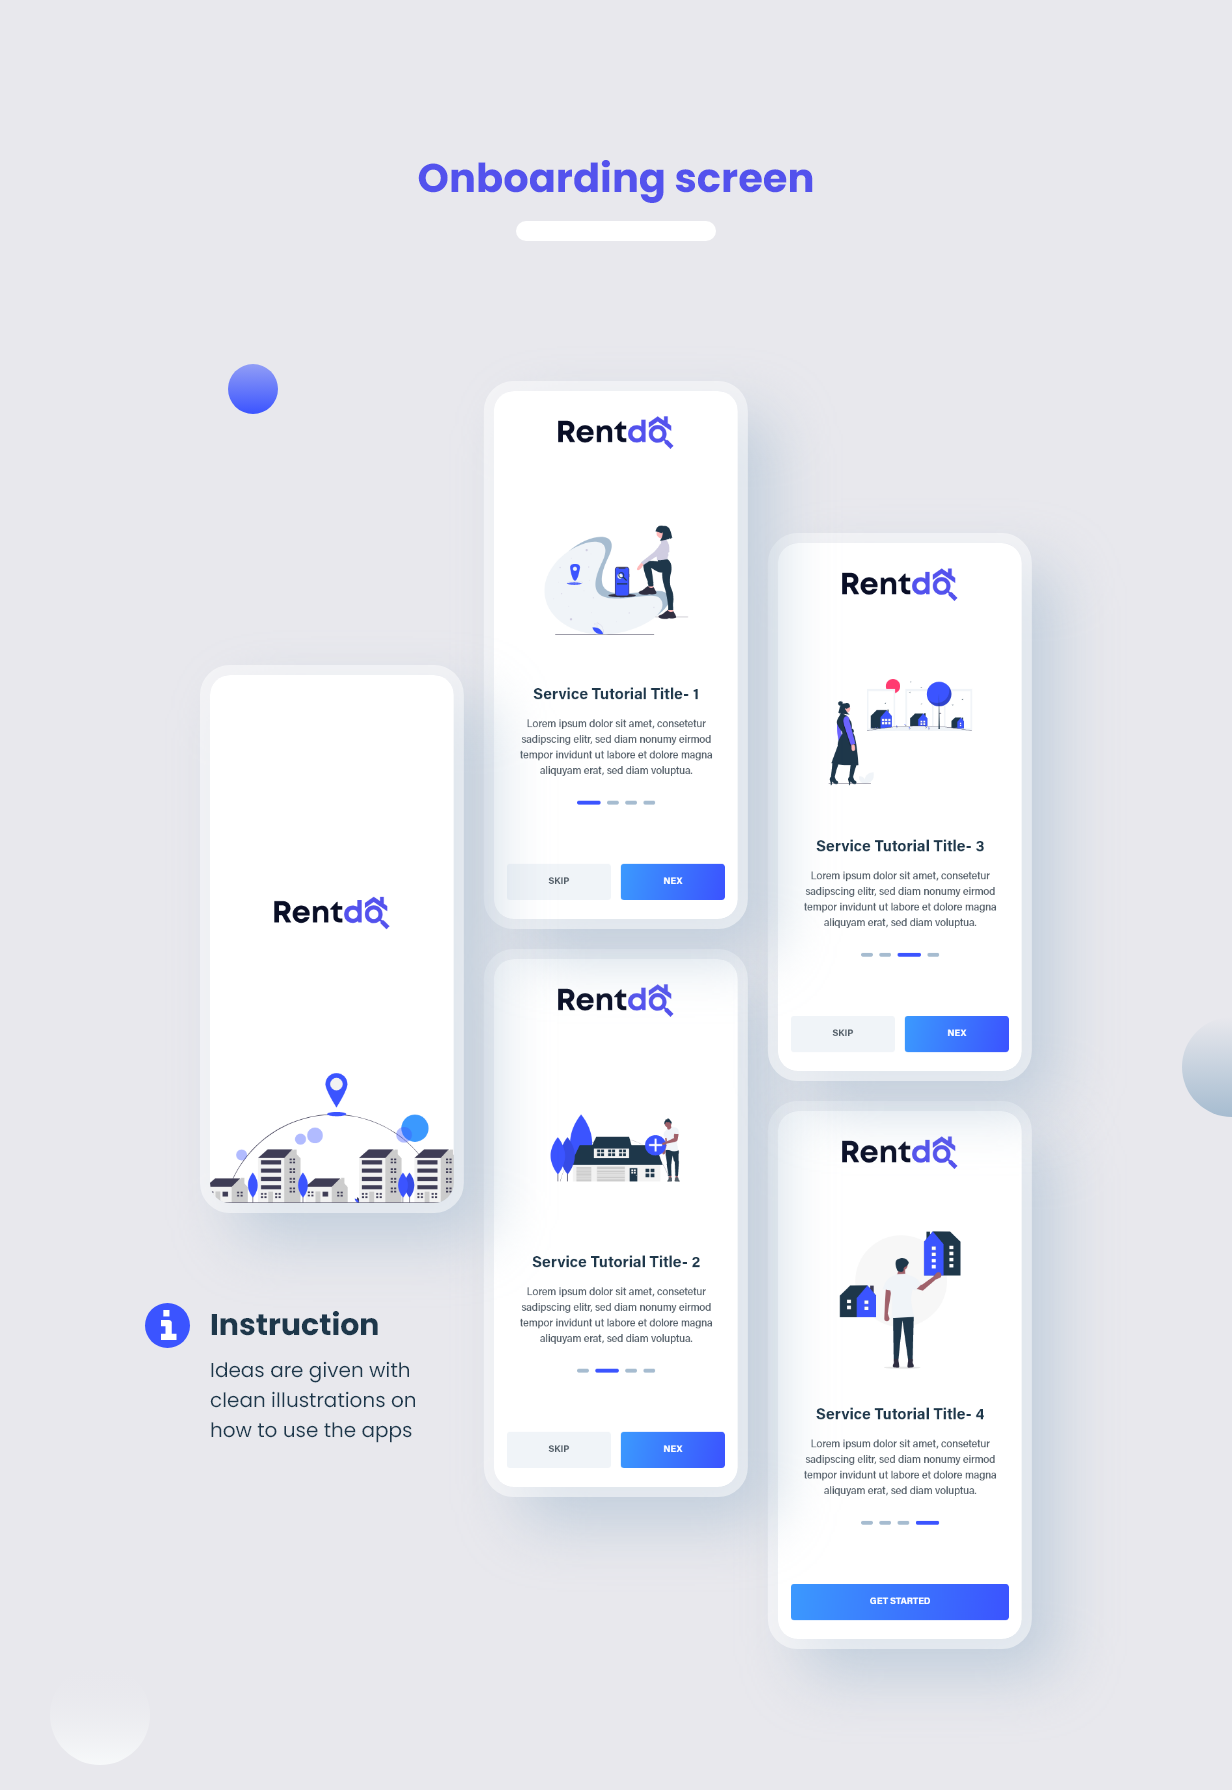 Onboarding screen
Rentdo
Service Tutorial Title- 1
Lorem ipsum dolor sit amet, consetetur
sadipscing elitr, sed diam nonumy eirmod
tempor invidunt ut labore et dolore magna
aliquyam erat, sed diam voluptua.
SKIP
NEX
Rentdo
Service Tutorial Title- 3
Lorem ipsum dolor sit amet, consetetur
sadipscing elitr, sed diam nonumy eirmod
tempor invidunt ut labore et dolore magna
aliquyam erat, sed diam voluptua.
SKIP
NEX
Rentdo
Rentdo
Service Tutorial Title- 2
Lorem ipsum dolor sit amet, consetetur
sadipscing elitr, sed diam nonumy eirmod
tempor invidunt ut labore et dolore magna
aliquyam erat, sed diam voluptua.
SKIP
NEX
Rentdo
Service Tutorial Title- 4
Lorem ipsum dolor sit amet, consetetur
sadipscing elitr, sed diam nonumy eirmod
tempor invidunt ut labore et dolore magna
aliquyam erat, sed diam voluptua.
GET STARTED
Instruction
Ideas are given with
clean illustrations on
how to use the apps